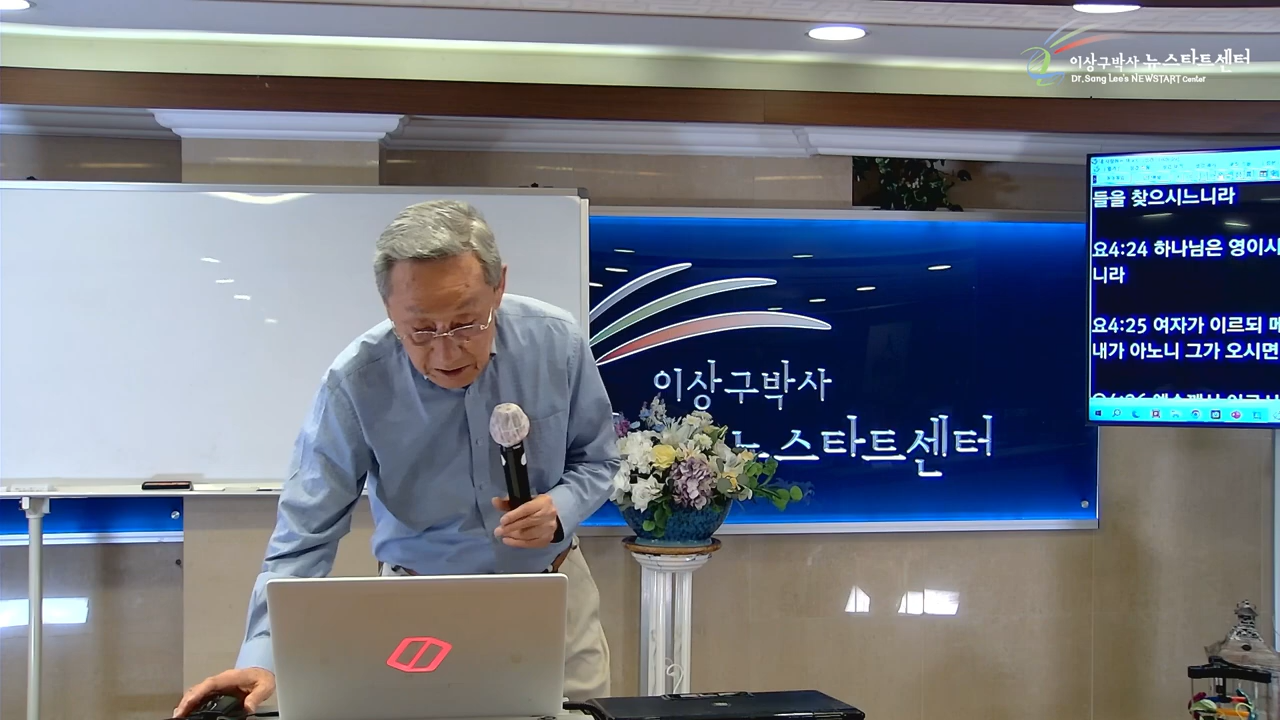 이상구박사 뉴스타트센터
Dr. Sang Lee's NEWSTART Center
들을 찾으시느니라
요4:24 하나님은 영이시
니라
요4:25 여자가 이르되 메
내가 아노니 그가 오시면
이상구박사
뉴스타트센터